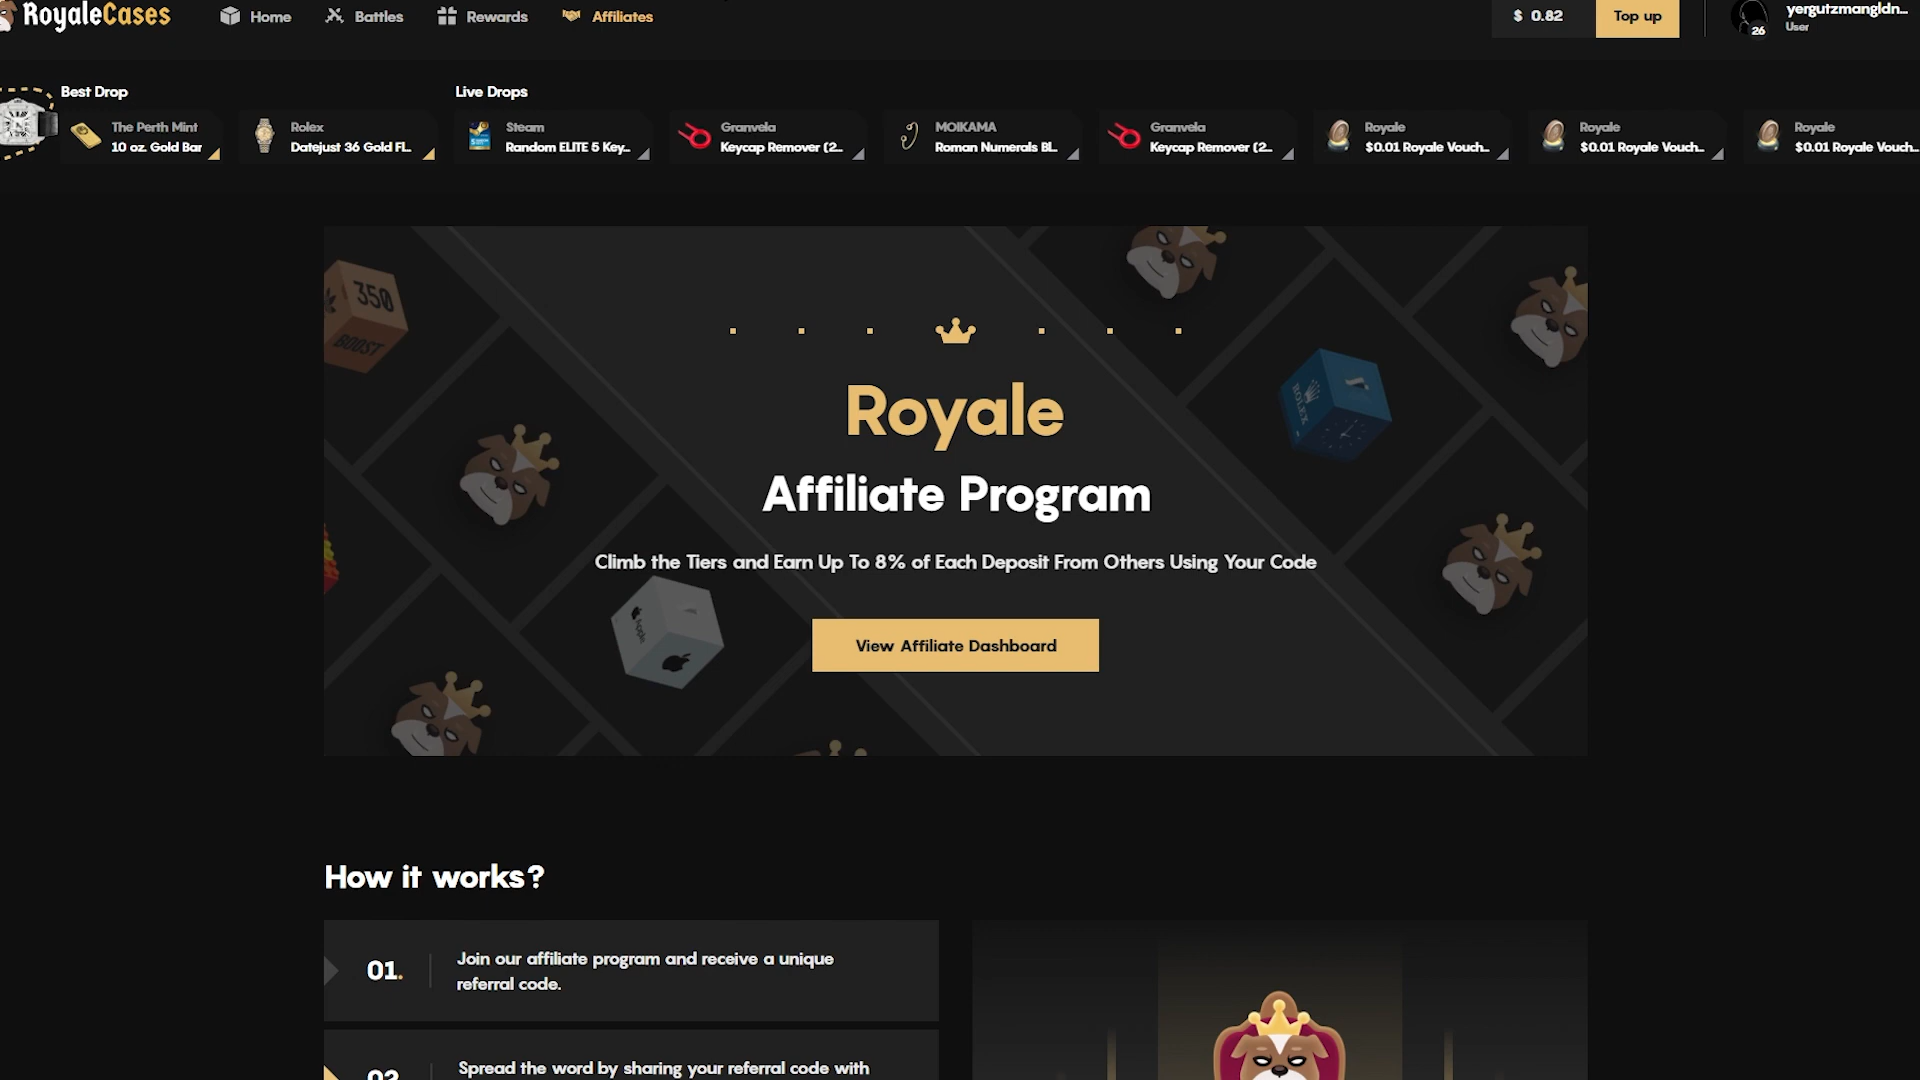 RoyaleCases
Home
Battles
Rewards
Affiliates
$ 0.82
Top up
26
yergutzmangldn...
User
Best Drop
Live Drops
The Perth Mint
10 oz. Gold Bar
Rolex
Datejust 36 Gold Fl...
Steam
Random ELITE 5 Key...
Granvela
Keycap Remover (2...
MOIKAMA
Roman Numerals Bl...
Granvela
Keycap Remover (2...
Royale
$0.01 Royale Vouch...
Royale
$0.01 Royale Vouch...
Royale
$0.01 Royale Vouch...
350
BOOST
ROLEX
Royale
Affiliate Program
Climb the Tiers and Earn Up To 8% of Each Deposit From Others Using Your Code
Apple
View Affiliate Dashboard
How it works?
01.
Join our affiliate program and receive a unique
referral code.
02
Spread the word by sharing your referral code with